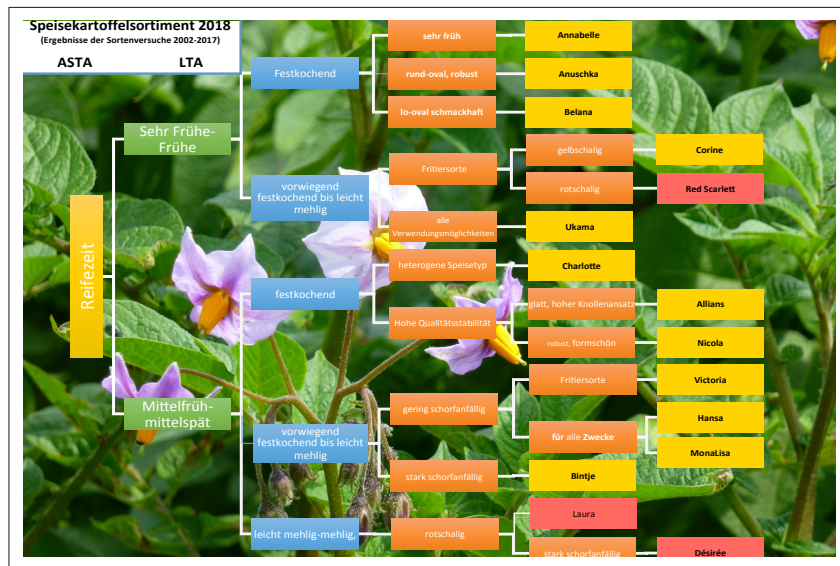 Speisekartoffelsortiment 2018
(Ergebnisse der Sortenversuche 2002-2017)
ASTA LTA
Reifezeit
Sehr Frühe-
Frühe
Festkochend
sehr früh
Annabelle
rund-oval, robust
Anuschka
lo-oval schmackhaft
Belana
vorwiegend
festkochend bis leicht
mehlig
Fritiersorte
gelbschalig
Corine
rotschalig
Red Scarlett
alle
Verwendungsmöglichkeiten
Ukama
Mittelfrüh-
mittelspät
festkochend
heterogene Speisetyp
Charlotte
Hohe Qualitätsstabilität
glatt, hoher Knollenansatz
Allians
robust, formschön
Nicola
vorwiegend
festkochend bis leicht
mehlig
gering schorfanfällig
Fritiersorte
Victoria
für alle Zwecke
Hansa
MonaLisa
stark schorfanfällig
Bintje
leicht mehlig-mehlig,
rotschalig
Laura
stark schorfanfällig
Désirée